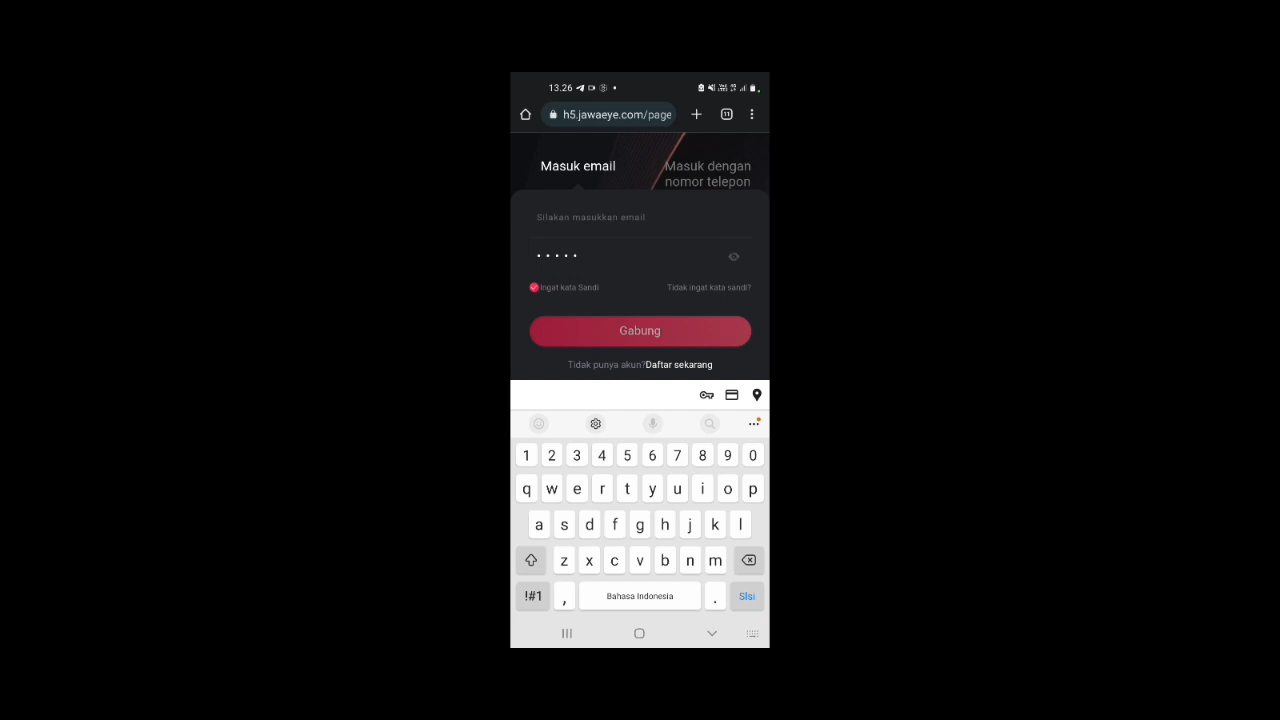 13.26
h5.jawaeye.com/page
11
Masuk email
Masuk dengan
nomor telepon
Silakan masukkan email
•••••
Ingat kata Sandi
Tidak ingat kata sandi?
Gabung
Tidak punya akun?Daftar sekarang
1 2 3 4 5 6 7 8 9 0
q w e r t y u i o p
a s d f g h j k l
z x c v b n m
!#1 , Bahasa Indonesia . Slsi